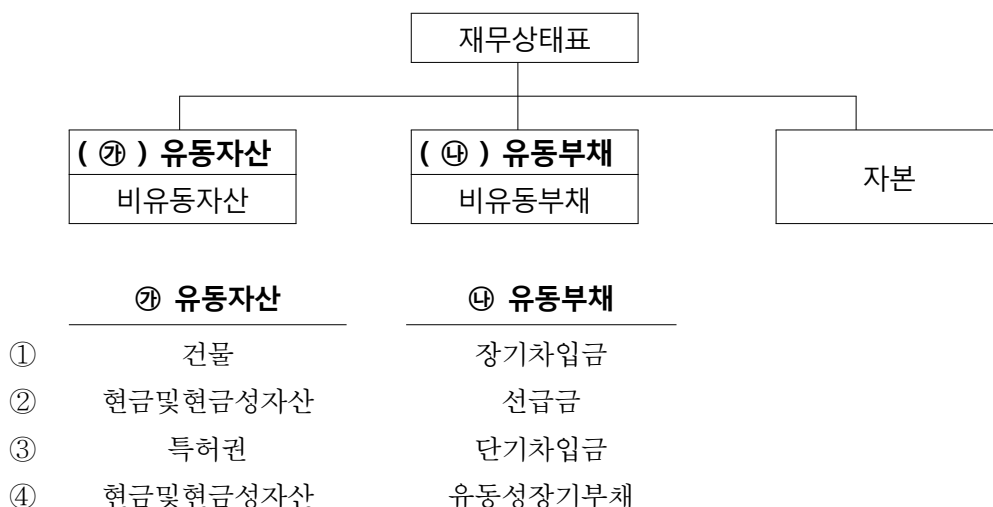 재무상태표
( ㉮ ) 유동자산
비유동자산
( ㉯ ) 유동부채
비유동부채
자본
㉮ 유동자산 ㉯ 유동부채
① 건물 장기차입금
② 현금및현금성자산 선급금
③ 특허권 단기차입금
④ 현금및현금성자산 유동성장기부채